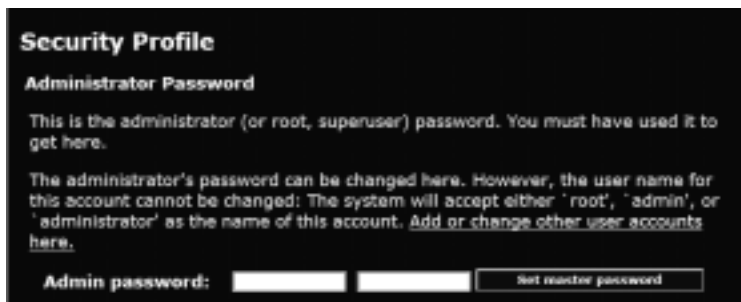 Security Profile
Administrator Password
This is the administrator (or root, superuser) password. You must have used it to
get here.
The administrator's password can be changed here. However, the user name for
this account cannot be changed: The system will accept either `root', `admin', or
`administrator' as the name of this account. Add or change other user accounts
here.
Admin password: Set master password